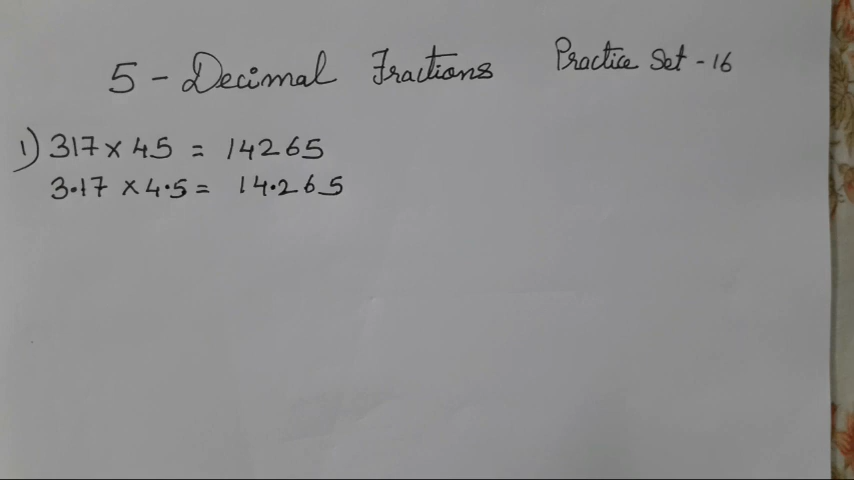 5 - Decimal Fractions Practice Set - 16
1) 317 × 45 = 14265
3.17 × 4.5 = 14.265